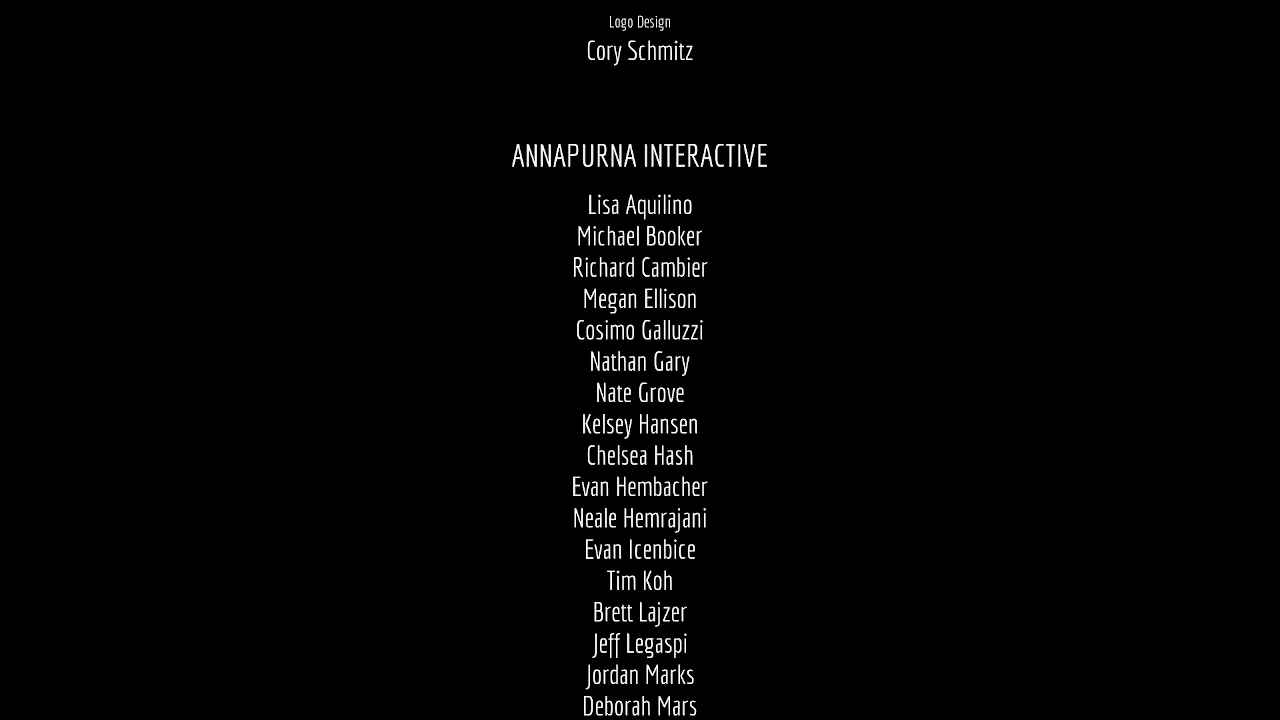 Logo Design
Cory Schmitz
ANNAPURNA INTERACTIVE
Lisa Aquilino
Michael Booker
Richard Cambier
Megan Ellison
Cosimo Galluzzi
Nathan Gary
Nate Grove
Kelsey Hansen
Chelsea Hash
Evan Hembacher
Neale Hemrajani
Evan Icenbice
Tim Koh
Brett Lajzer
Jeff Legaspi
Jordan Marks
Deborah Mars